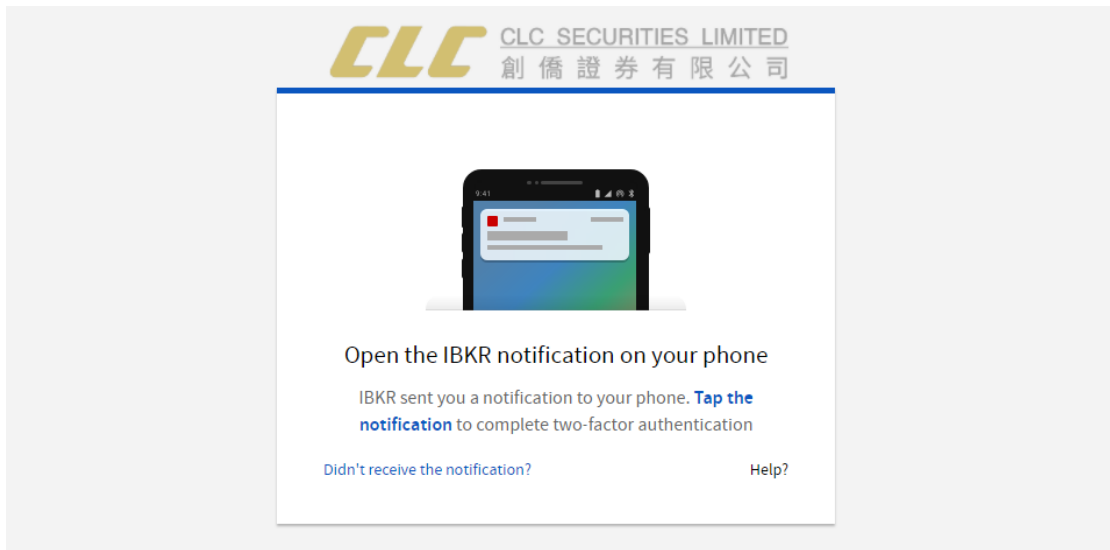 CLC CLC SECURITIES LIMITED
創僑證券有限公司
9:41
Open the IBKR notification on your phone
IBKR sent you a notification to your phone. Tap the
notification to complete two-factor authentication
Didn't receive the notification? Help?